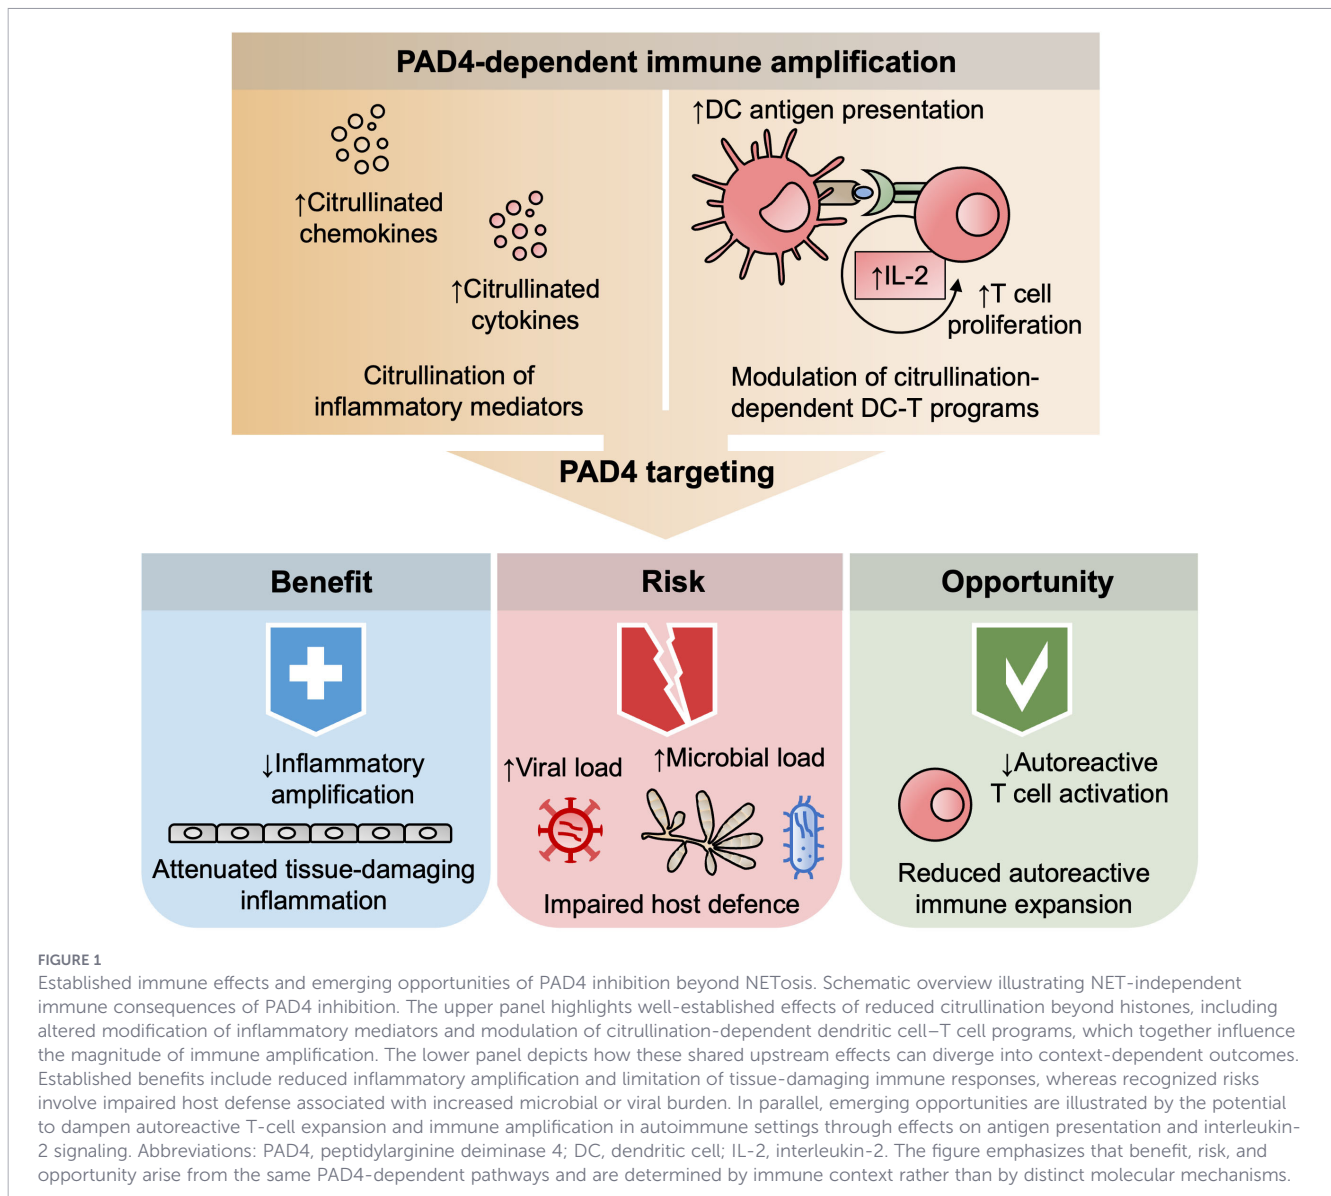 PAD4-dependent immune amplification
↑Citrullinated
chemokines
↑Citrullinated
cytokines
Citrullination of
inflammatory mediators
↑DC antigen presentation
↑IL-2
↑T cell
proliferation
Modulation of citrullination-
dependent DC-T programs
PAD4 targeting
Benefit
↓Inflammatory
amplification
Attenuated tissue-damaging
inflammation
Risk
↑Viral load
↑Microbial load
Impaired host defence
Opportunity
↓Autoreactive
T cell activation
Reduced autoreactive
immune expansion
FIGURE 1
Established immune effects and emerging opportunities of PAD4 inhibition beyond NETosis. Schematic overview illustrating NET-independent
immune consequences of PAD4 inhibition. The upper panel highlights well-established effects of reduced citrullination beyond histones, including
altered modification of inflammatory mediators and modulation of citrullination-dependent dendritic cell–T cell programs, which together influence
the magnitude of immune amplification. The lower panel depicts how these shared upstream effects can diverge into context-dependent outcomes.
Established benefits include reduced inflammatory amplification and limitation of tissue-damaging immune responses, whereas recognized risks
involve impaired host defense associated with increased microbial or viral burden. In parallel, emerging opportunities are illustrated by the potential
to dampen autoreactive T-cell expansion and immune amplification in autoimmune settings through effects on antigen presentation and interleukin-
2 signaling. Abbreviations: PAD4, peptidylarginine deiminase 4; DC, dendritic cell; IL-2, interleukin-2. The figure emphasizes that benefit, risk, and
opportunity arise from the same PAD4-dependent pathways and are determined by immune context rather than by distinct molecular mechanisms.